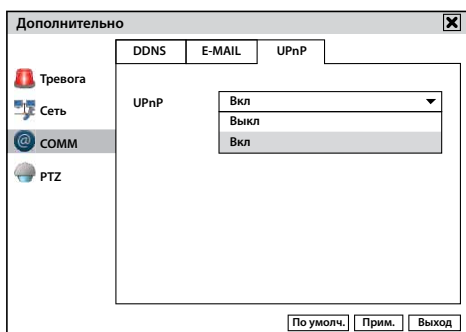 Дополнительно
DDNS
E-MAIL
UPnP
Тревога
Сеть
COMM
PTZ
UPnP
Вкл
Выкл
Вкл
По умолч.
Прим.
Выход